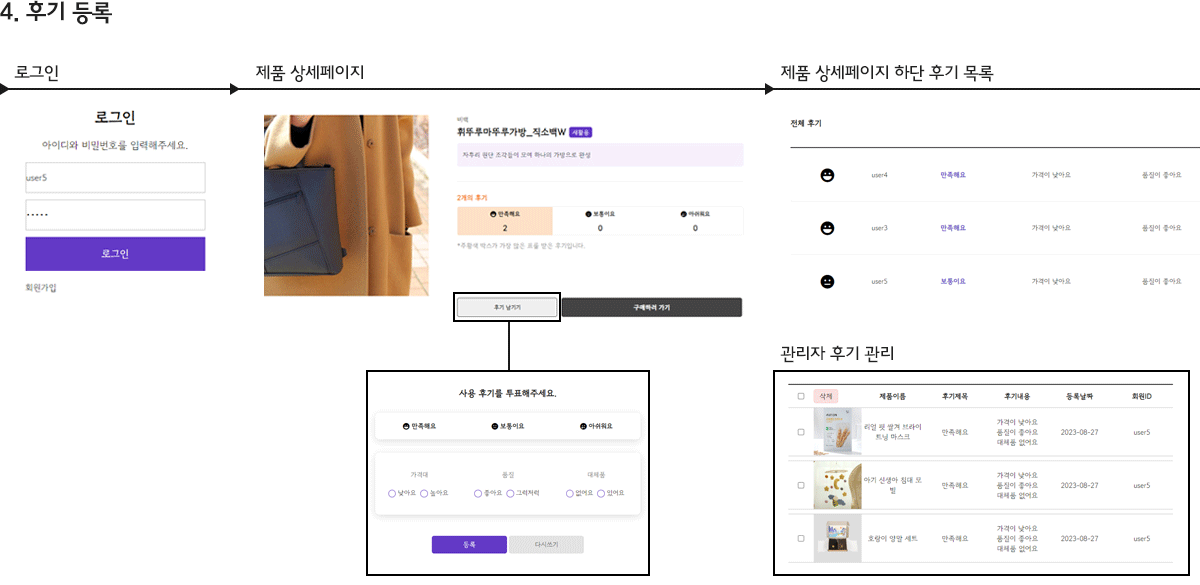 4. 후기 등록
로그인
로그인
아이디와 비밀번호를 입력해주세요.
user5
•••••
로그인
회원가입
제품 상세페이지
휘뚜루마뚜루가방_직소백W 새활용
자투리 원단 조각들이 모여 하나의 가방으로 완성
2개의 후기
만족해요 보통이요 아쉬워요
2 0 0
*주황색 박스가 가장 많은 표를 받은 후기입니다.
후기 남기기 구매하러 가기
사용 후기를 투표해주세요.
만족해요 보통이요 아쉬워요
가격대 품질 대체품
낮아요 높아요 좋아요 그럭저럭 없어요 있어요
등록 다시쓰기
제품 상세페이지 하단 후기 목록
전체 후기
user4 만족해요 가격이 낮아요 품질이 좋아요
user3 만족해요 가격이 낮아요 품질이 좋아요
user5 보통이요 가격이 낮아요 품질이 좋아요
관리자 후기 관리
삭제 제품이름 후기제목 후기내용 등록날짜 회원ID
리얼 펫 쌀겨 브라이
트닝 마스크
만족해요
가격이 낮아요
품질이 좋아요
대체품 없어요
2023-08-27
user5
아기 신생아 침대 모
빌
만족해요
가격이 낮아요
품질이 좋아요
대체품 없어요
2023-08-27
user5
호랑이 양말 세트
만족해요
가격이 낮아요
품질이 좋아요
대체품 없어요
2023-08-27
user5